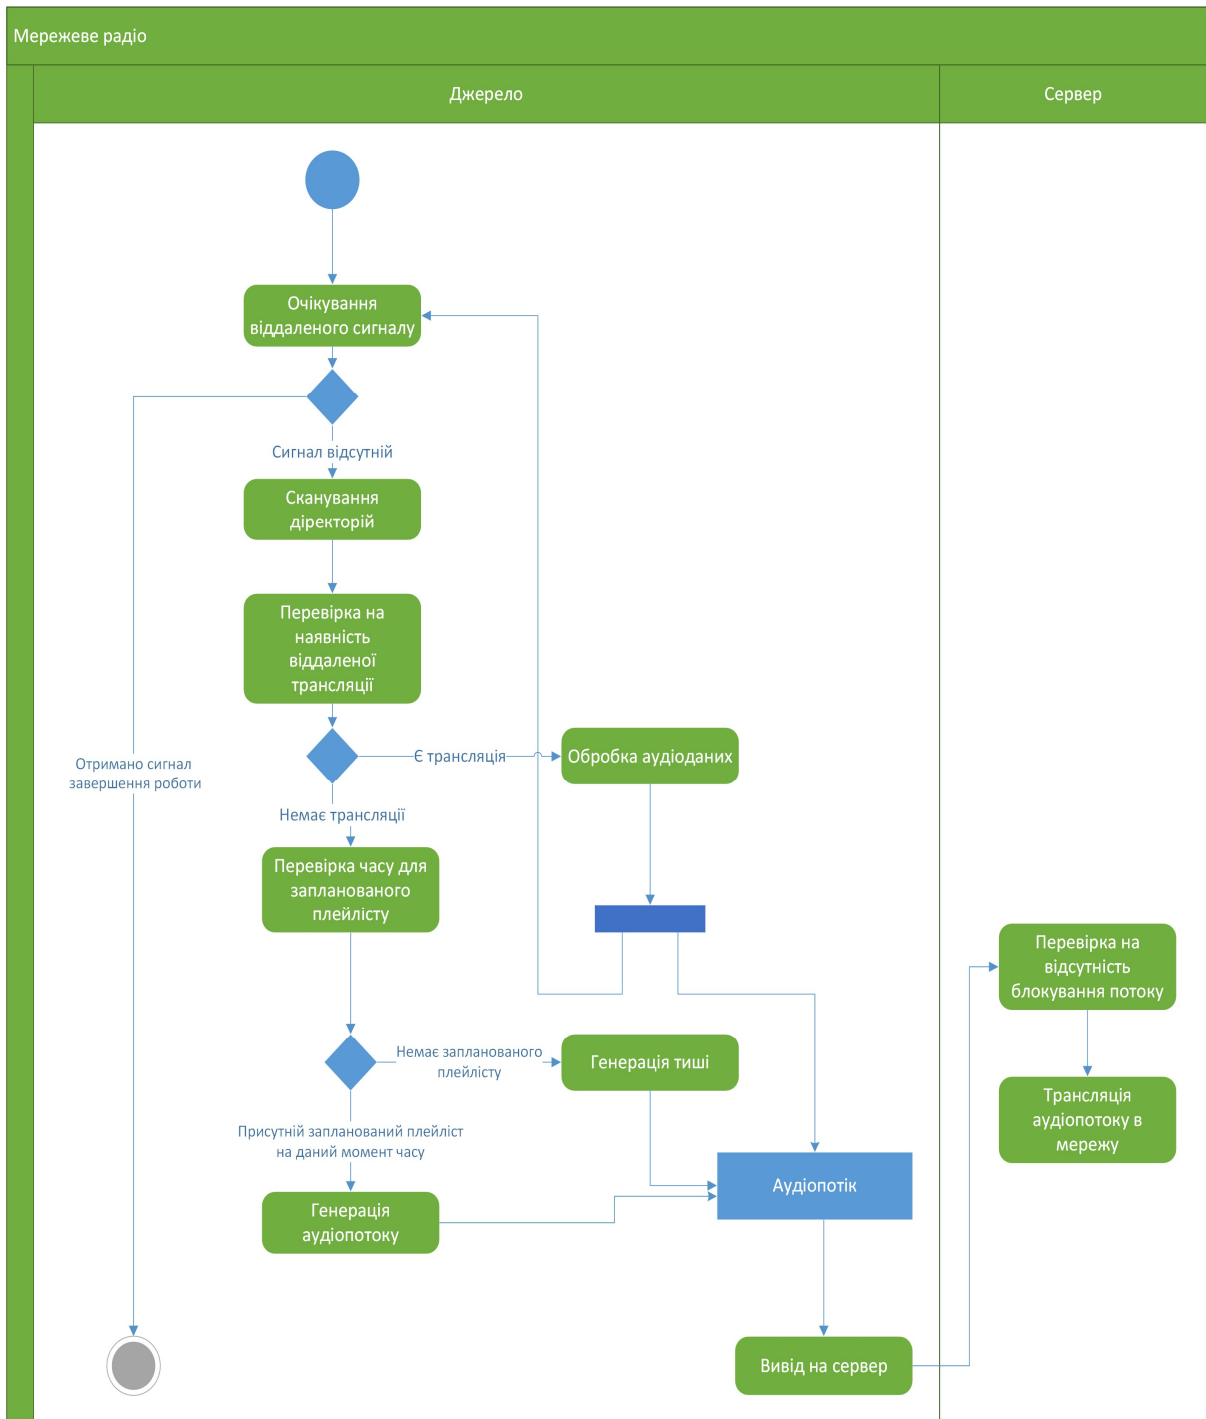 Мережеве радіо
Джерело
Сервер
Очікування
віддаленого сигналу
Сигнал відсутній
Сканування
діректорій
Перевірка на
наявність
віддаленої
трансляції
Отримано сигнал
завершення роботи
Є трансляція
Обробка аудіоданих
Немає трансляції
Перевірка часу для
запланованого
плейлісту
Перевірка на
відсутність
блокування потоку
Немає запланованого
плейлісту
Генерація тиші
Трансляція
аудіопотоку в
мережу
Присутній запланований плейліст
на даний момент часу
Аудіопотік
Генерація
аудіопотоку
Вивід на сервер